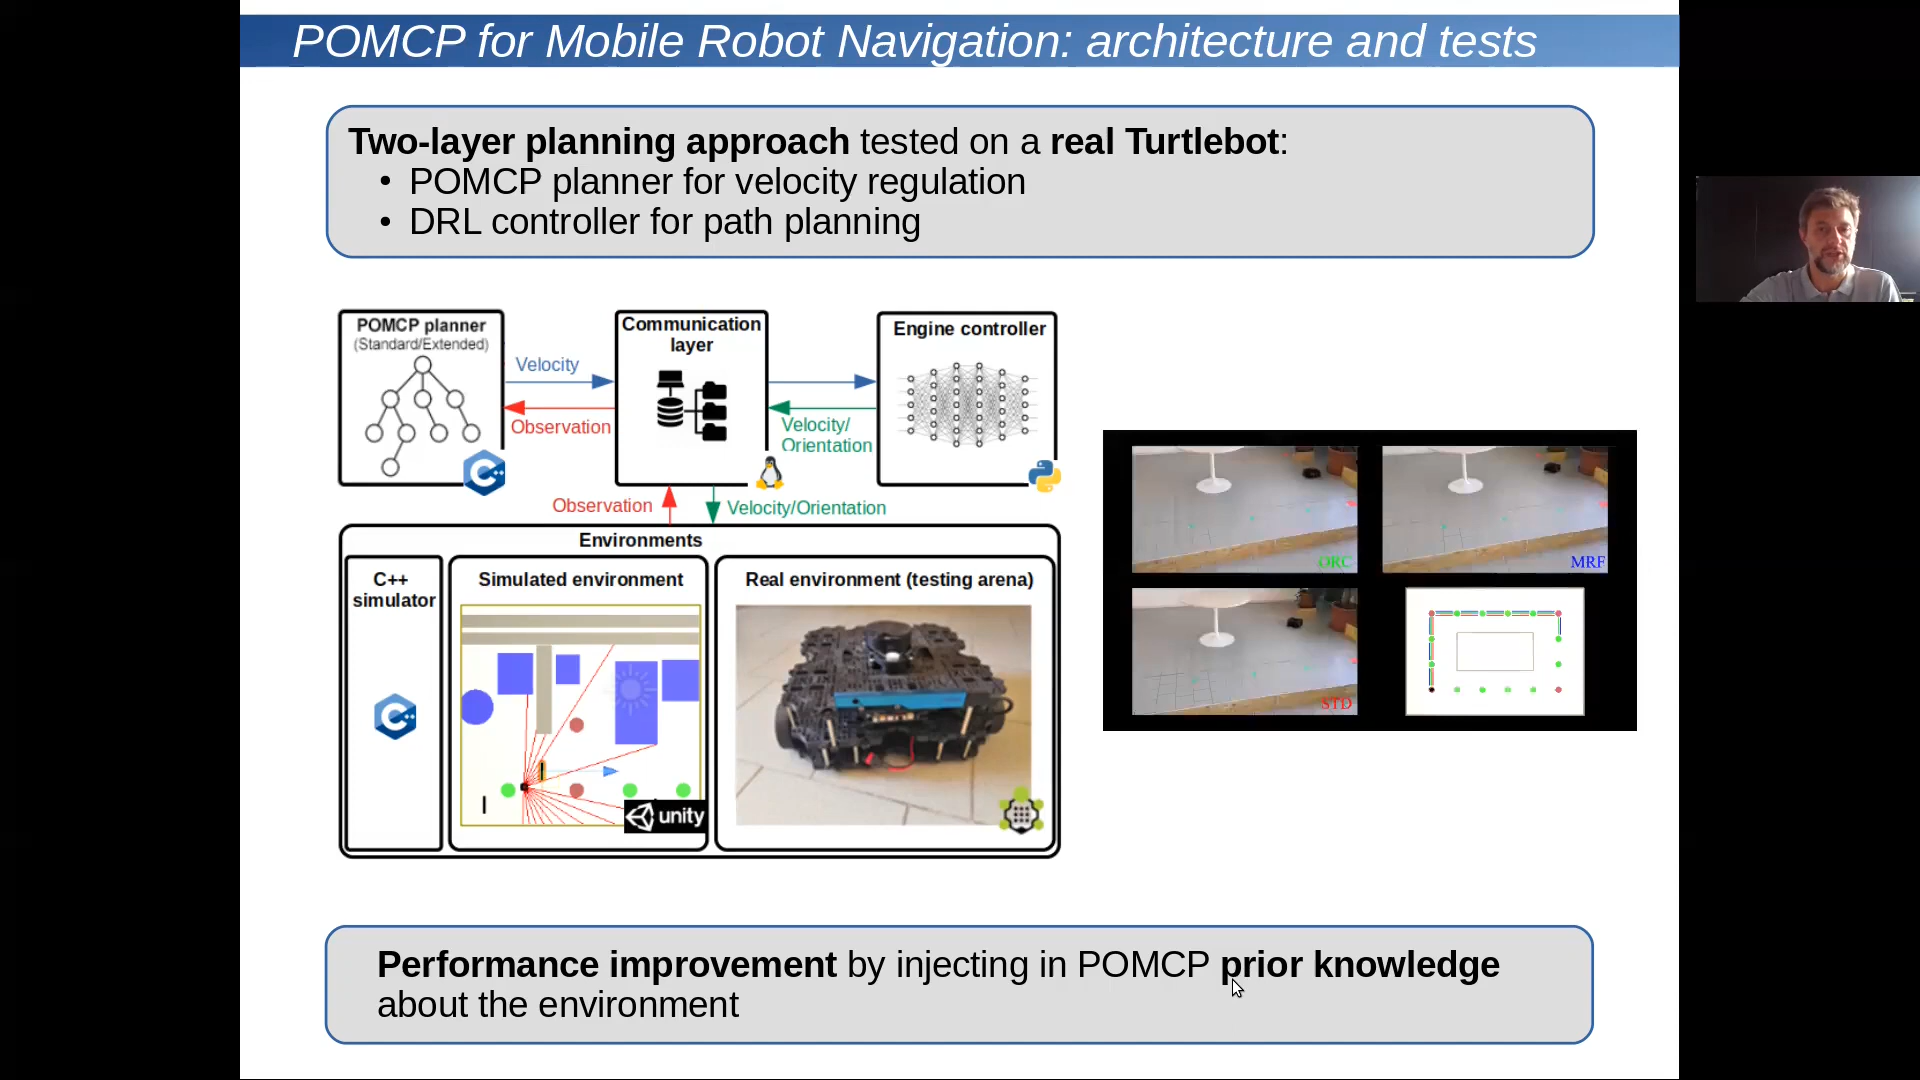 POMCP for Mobile Robot Navigation: architecture and tests
Two-layer planning approach tested on a real Turtlebot:
• POMCP planner for velocity regulation
• DRL controller for path planning
POMCP planner
(Standard/Extended)
Velocity
Observation
Communication
layer
Velocity/
Orientation
Engine controller
Observation
Velocity/Orientation
Environments
C++
simulator
Simulated environment
unity
Real environment (testing arena)
ORC
MRF
STD
Performance improvement by injecting in POMCP prior knowledge
about the environment